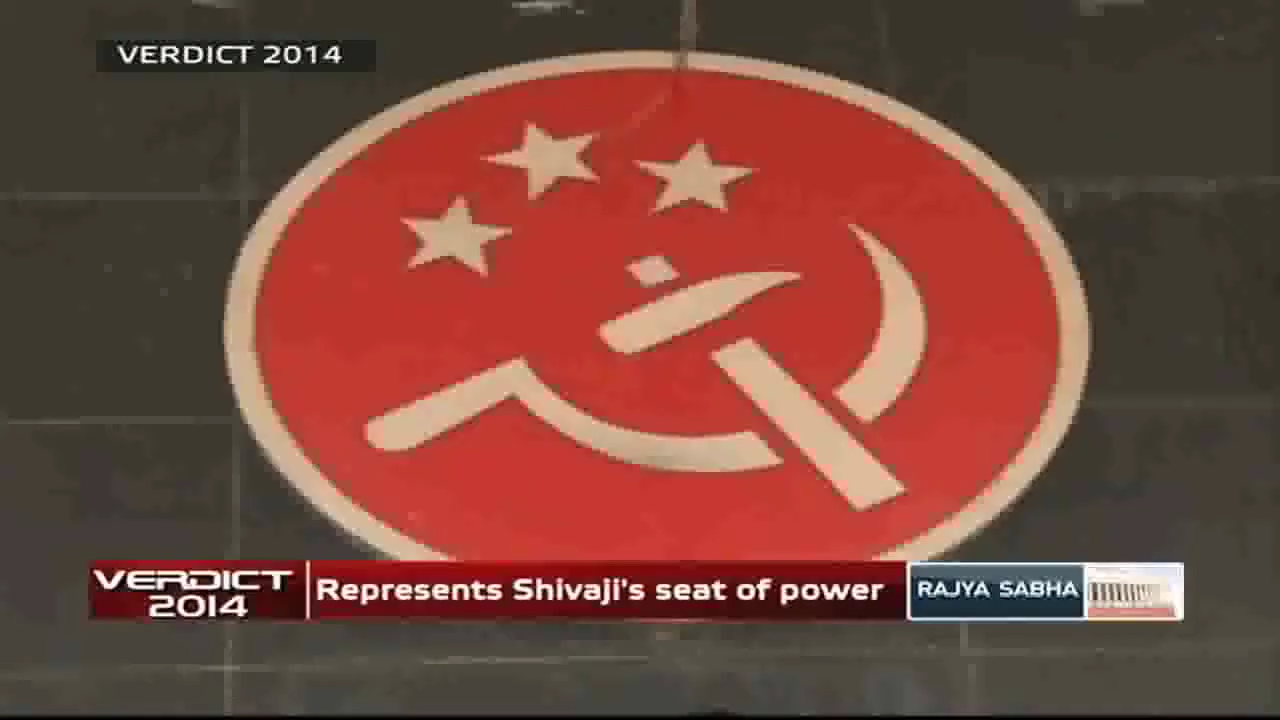 VERDICT 2014
VERDICT
2014
Represents Shivaji's seat of power
RAJYA SABHA